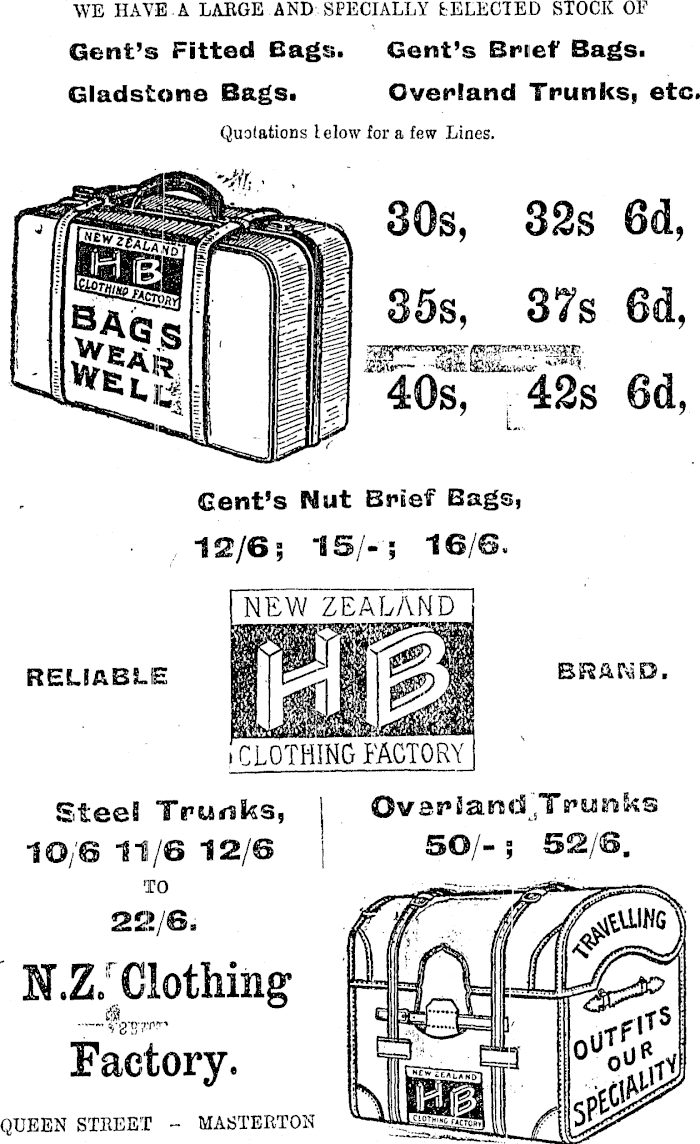 WE HAVE A LARGE AND SPECIALLY SELECTED STOCK OF
Gent's Fitted Bags. Gent's Brief Bags.
Gladstone Bags. Overland Trunks, etc.
Quotations below for a few Lines.
NEW ZEALAND
HB
CLOTHING FACTORY
BAGS
WEAR
WELL
30s, 32s 6d,
35s, 37s 6d,
40s, 42s 6d,
Gent's Nut Brief Bags,
12/6; 15/-; 16/6.
NEW ZEALAND
RELIABLE HB BRAND.
CLOTHING FACTORY
Steel Trunks,
10/6 11/6 12/6
TO
22/6.
Overland Trunks
50/-; 52/6.
N.Z. Clothing
Factory.
QUEEN STREET - MASTERTON
TRAVELLING
OUTFITS
OUR
SPECIALITY
NEW ZEALAND
HB
CLOTHING FACTORY